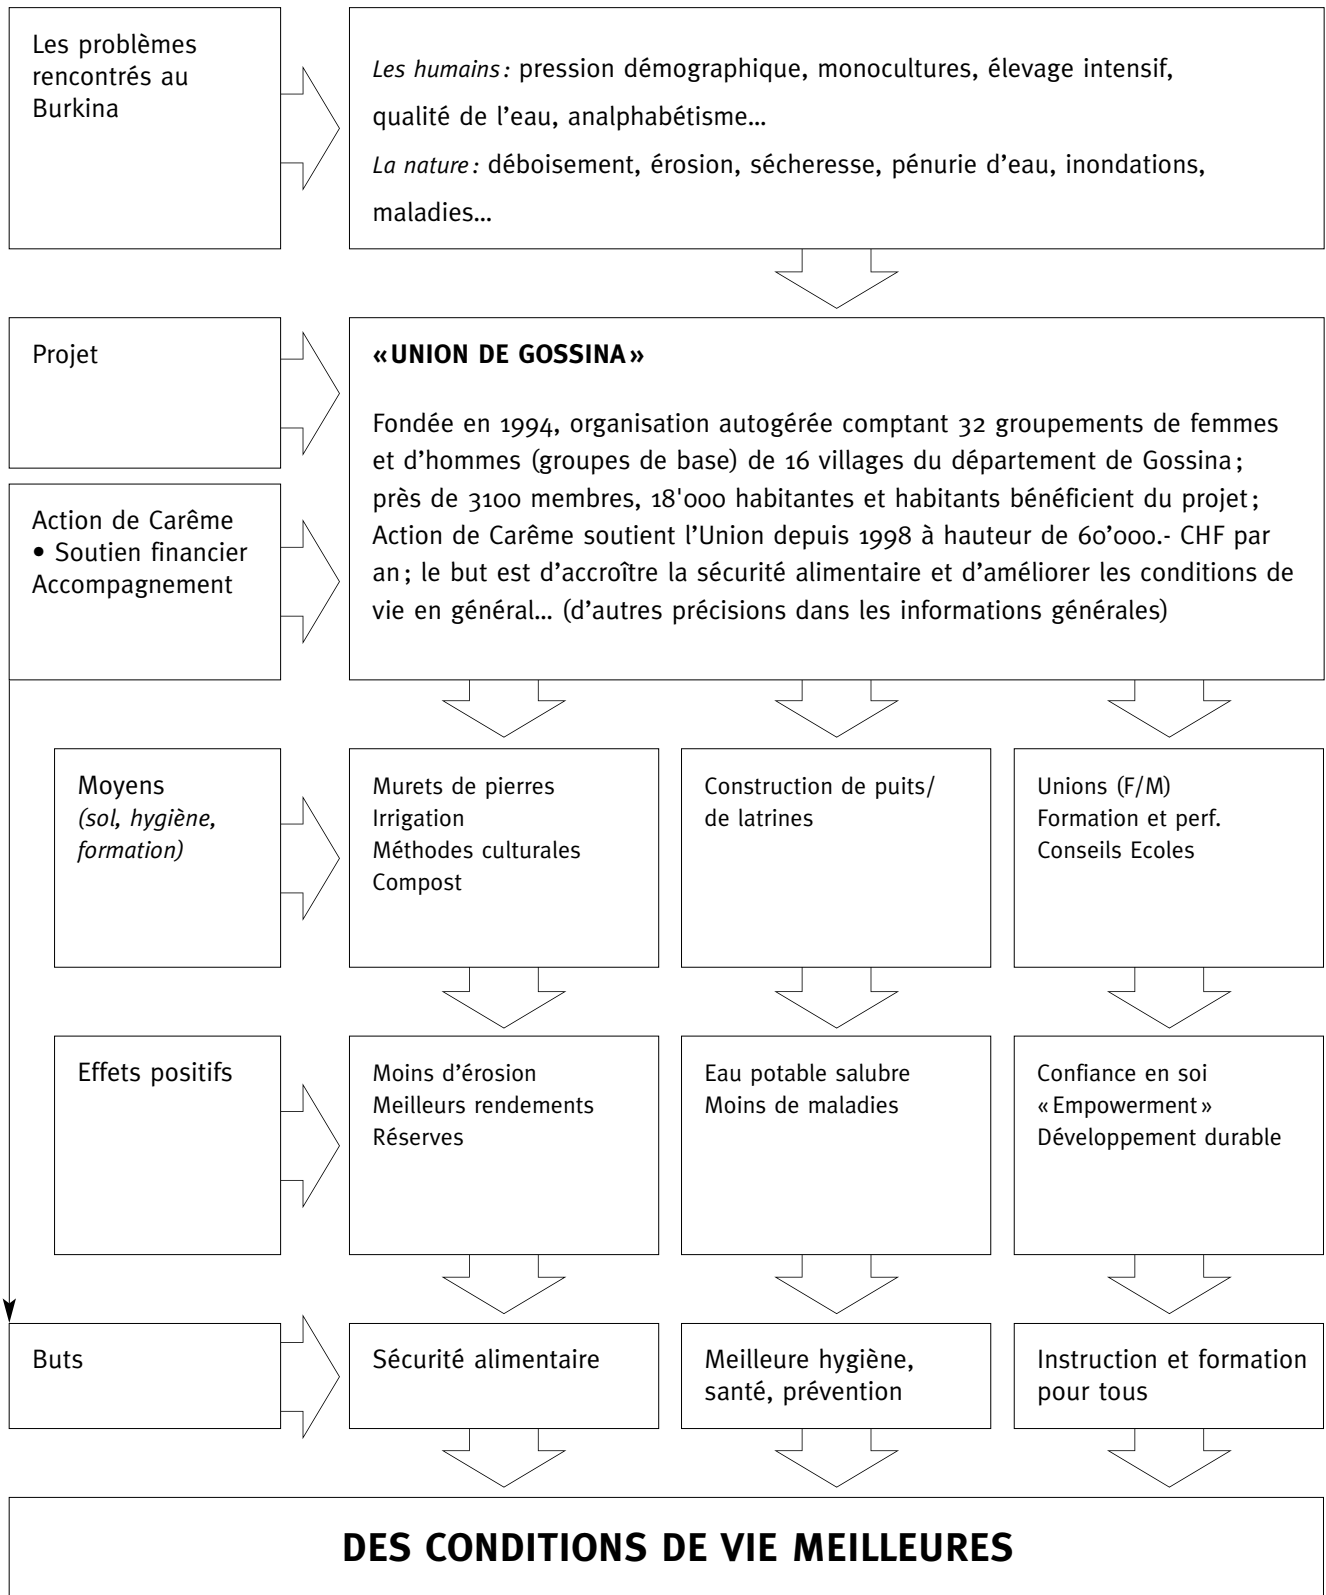 Les problèmes
rencontrés au
Burkina
Les humains : pression démographique, monocultures, élevage intensif,
qualité de l'eau, analphabétisme…
La nature : déboisement, érosion, sécheresse, pénurie d'eau, inondations,
maladies…
Projet
« UNION DE GOSSINA »
Fondée en 1994, organisation autogérée comptant 32 groupements de femmes
et d'hommes (groupes de base) de 16 villages du département de Gossina ;
près de 3100 membres, 18'000 habitantes et habitants bénéficient du projet ;
Action de Carême soutient l'Union depuis 1998 à hauteur de 60'000.- CHF par
an ; le but est d'accroître la sécurité alimentaire et d'améliorer les conditions de
vie en général… (d'autres précisions dans les informations générales)
Action de Carême
• Soutien financier
Accompagnement
Moyens
(sol, hygiène,
formation)
Murets de pierres
Irrigation
Méthodes culturales
Compost
Construction de puits/
de latrines
Unions (F/M)
Formation et perf.
Conseils Ecoles
Effets positifs
Moins d'érosion
Meilleurs rendements
Réserves
Eau potable salubre
Moins de maladies
Confiance en soi
« Empowerment »
Développement durable
Buts
Sécurité alimentaire
Meilleure hygiène,
santé, prévention
Instruction et formation
pour tous
DES CONDITIONS DE VIE MEILLEURES